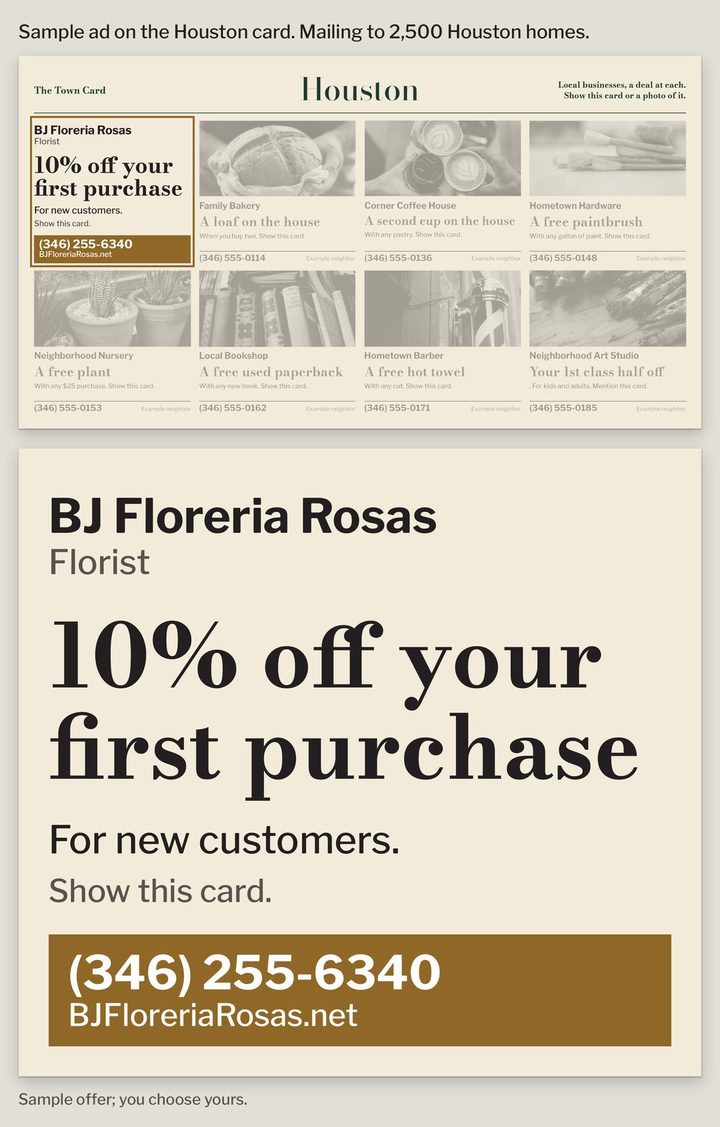 Sample ad on the Houston card. Mailing to 2,500 Houston homes.
The Town Card
Houston
Local businesses, a deal at each.
Show this card or a photo of it.
BJ Floreria Rosas
Florist
10% off your
first purchase
For new customers.
Show this card.
(346) 255-6340
BJFloreriaRosas.net
Family Bakery
A loaf on the house
When you buy two. Show this card.
(346) 555-0114
Example neighbor
Corner Coffee House
A second cup on the house
With any pastry. Show this card.
(346) 555-0136
Example neighbor
Hometown Hardware
A free paintbrush
With any gallon of paint. Show this card.
(346) 555-0148
Example neighbor
Neighborhood Nursery
A free plant
With any $25 purchase. Show this card.
(346) 555-0153
Example neighbor
Local Bookshop
A free used paperback
With any new book. Show this card.
(346) 555-0162
Example neighbor
Hometown Barber
A free hot towel
With any cut. Show this card.
(346) 555-0171
Example neighbor
Neighborhood Art Studio
Your 1st class half off
For kids and adults. Mention this card.
(346) 555-0185
Example neighbor
BJ Floreria Rosas
Florist
10% off your
first purchase
For new customers.
Show this card.
(346) 255-6340
BJFloreriaRosas.net
Sample offer; you choose yours.